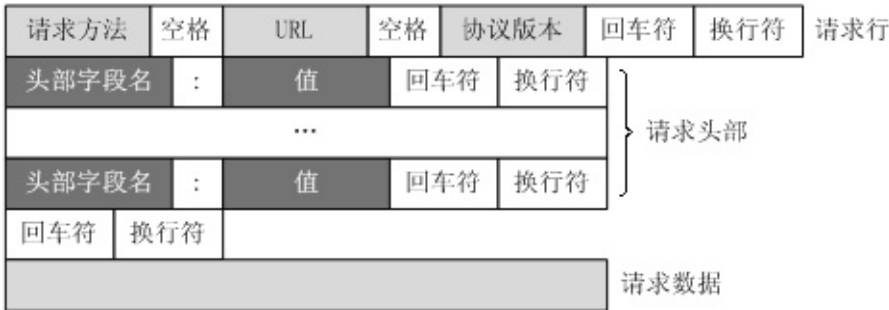 请求方法 空格 URL 空格 协议版本 回车符 换行符 请求行
头部字段名 : 值 回车符 换行符
... 请求头部
头部字段名 : 值 回车符 换行符
回车符 换行符
请求数据